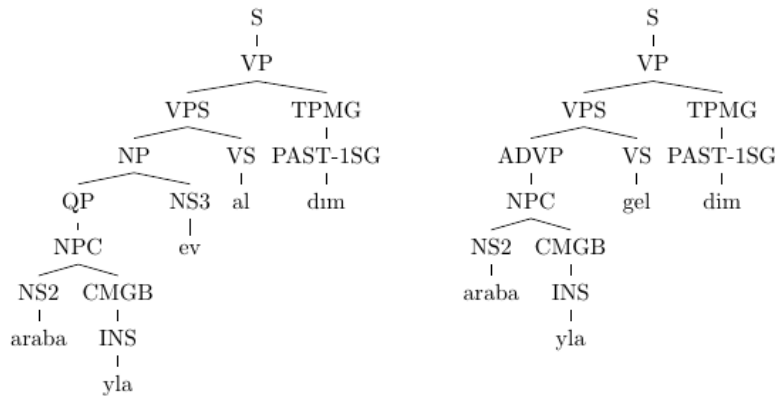 S S
VP VP
VPS TPMG VPS TPMG
NP VS PAST-1SG ADVP VS PAST-1SG
QP NS3 al dım NPC gel dim
NPC ev NS2 CMGB
NS2 CMGB araba INS
araba INS yla
yla